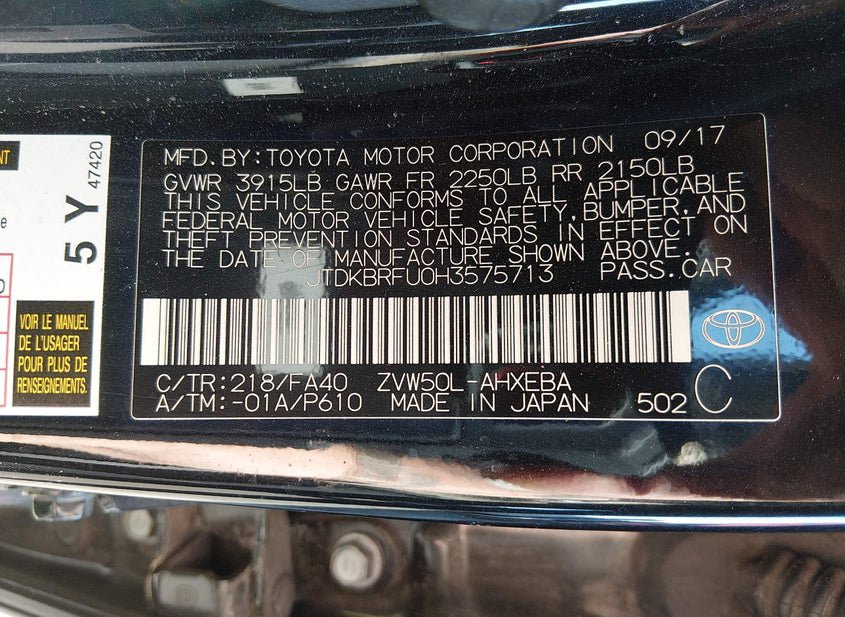 NT
5 Y
47420
e
VOIR LE MANUEL
DE L'USAGER
POUR PLUS DE
RENSEIGNEMENTS.
MFD.BY:TOYOTA MOTOR CORPORATION 09/17
GVWR 3915LB GAWR FR 2250LB RR 2150LB
THIS VEHICLE CONFORMS TO ALL APPLICABLE
FEDERAL MOTOR VEHICLE SAFETY,BUMPER,AND
THEFT PREVENTION STANDARDS IN EFFECT ON
THE DATE OF MANUFACTURE SHOWN ABOVE.
JTDKBRFU0H3575713 PASS.CAR
C/TR:218/FA40 ZVW50L-AHXEBA
A/TM:-01A/P610 MADE IN JAPAN 502 C